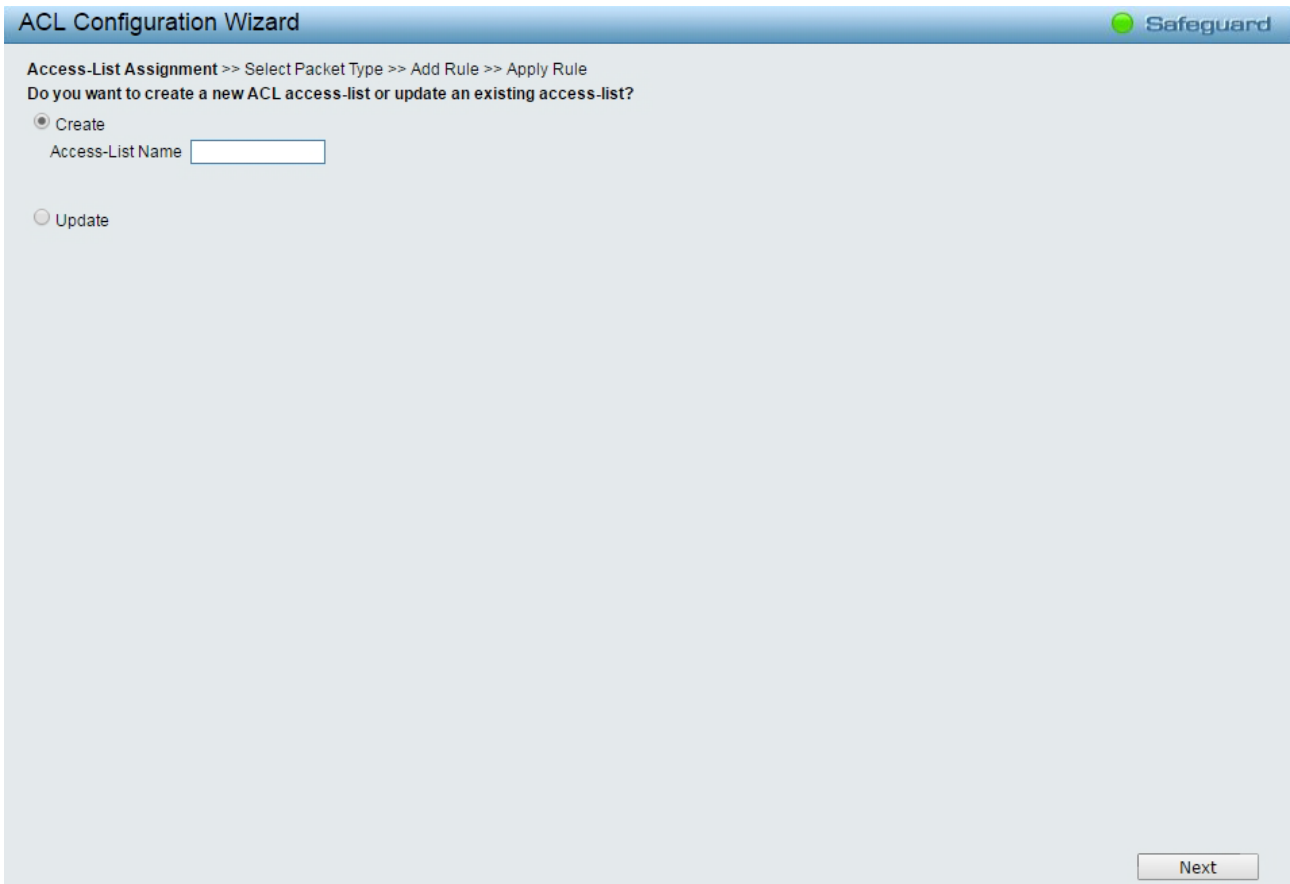 ACL Configuration Wizard
Safeguard
Access-List Assignment >> Select Packet Type >> Add Rule >> Apply Rule
Do you want to create a new ACL access-list or update an existing access-list?
Create
Access-List Name
Update
Next